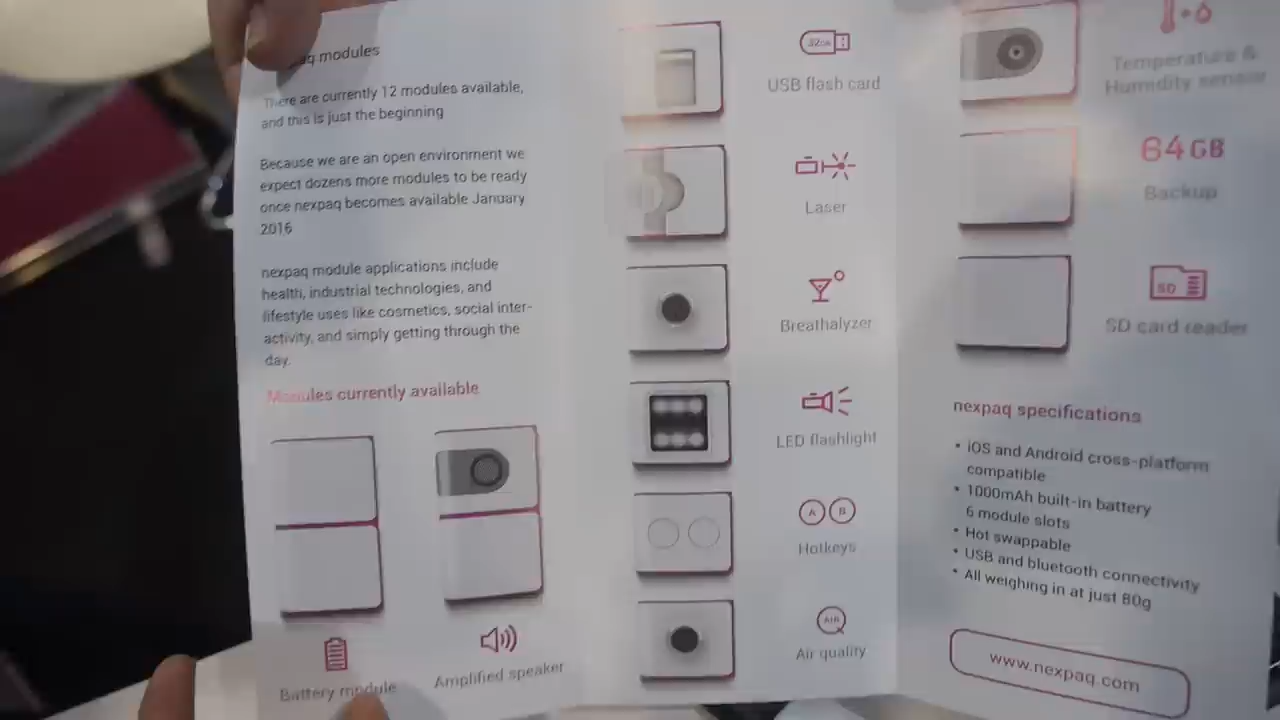 modules
There are currently 12 modules available,
and this is just the beginning
Because we are an open environment we
expect dozens more modules to be ready
once nexpaq becomes available January
2016
nexpaq module applications include
health, industrial technologies, and
lifestyle uses like cosmetics, social inter-
activity, and simply getting through the
day.
Modules currently available
Battery module
Amplified speaker
32GB
USB flash card
Laser
Breathalyzer
LED flashlight
A B
Hotkeys
AIR
Air quality
Temperature &
Humidity sensor
64GB
Backup
SD
SD card reader
nexpaq specifications
• iOS and Android cross-platform
compatible
• 1000mAh built-in battery
6 module slots
• Hot swappable
• USB and bluetooth connectivity
• All weighing in at just 80g
www.nexpaq.com